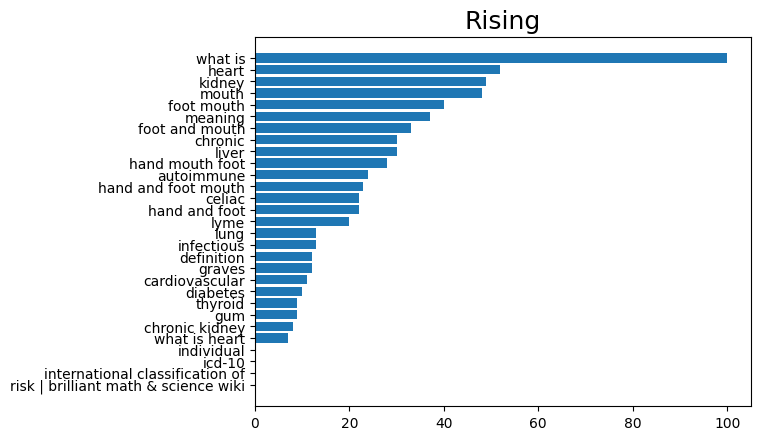 Rising
what is
heart
kidney
mouth
foot mouth
meaning
foot and mouth
chronic
liver
hand mouth foot
autoimmune
hand and foot mouth
celiac
hand and foot
lyme
lung
infectious
definition
graves
cardiovascular
diabetes
thyroid
gum
chronic kidney
what is heart
individual
icd-10
international classification of
risk | brilliant math & science wiki
0 20 40 60 80 100